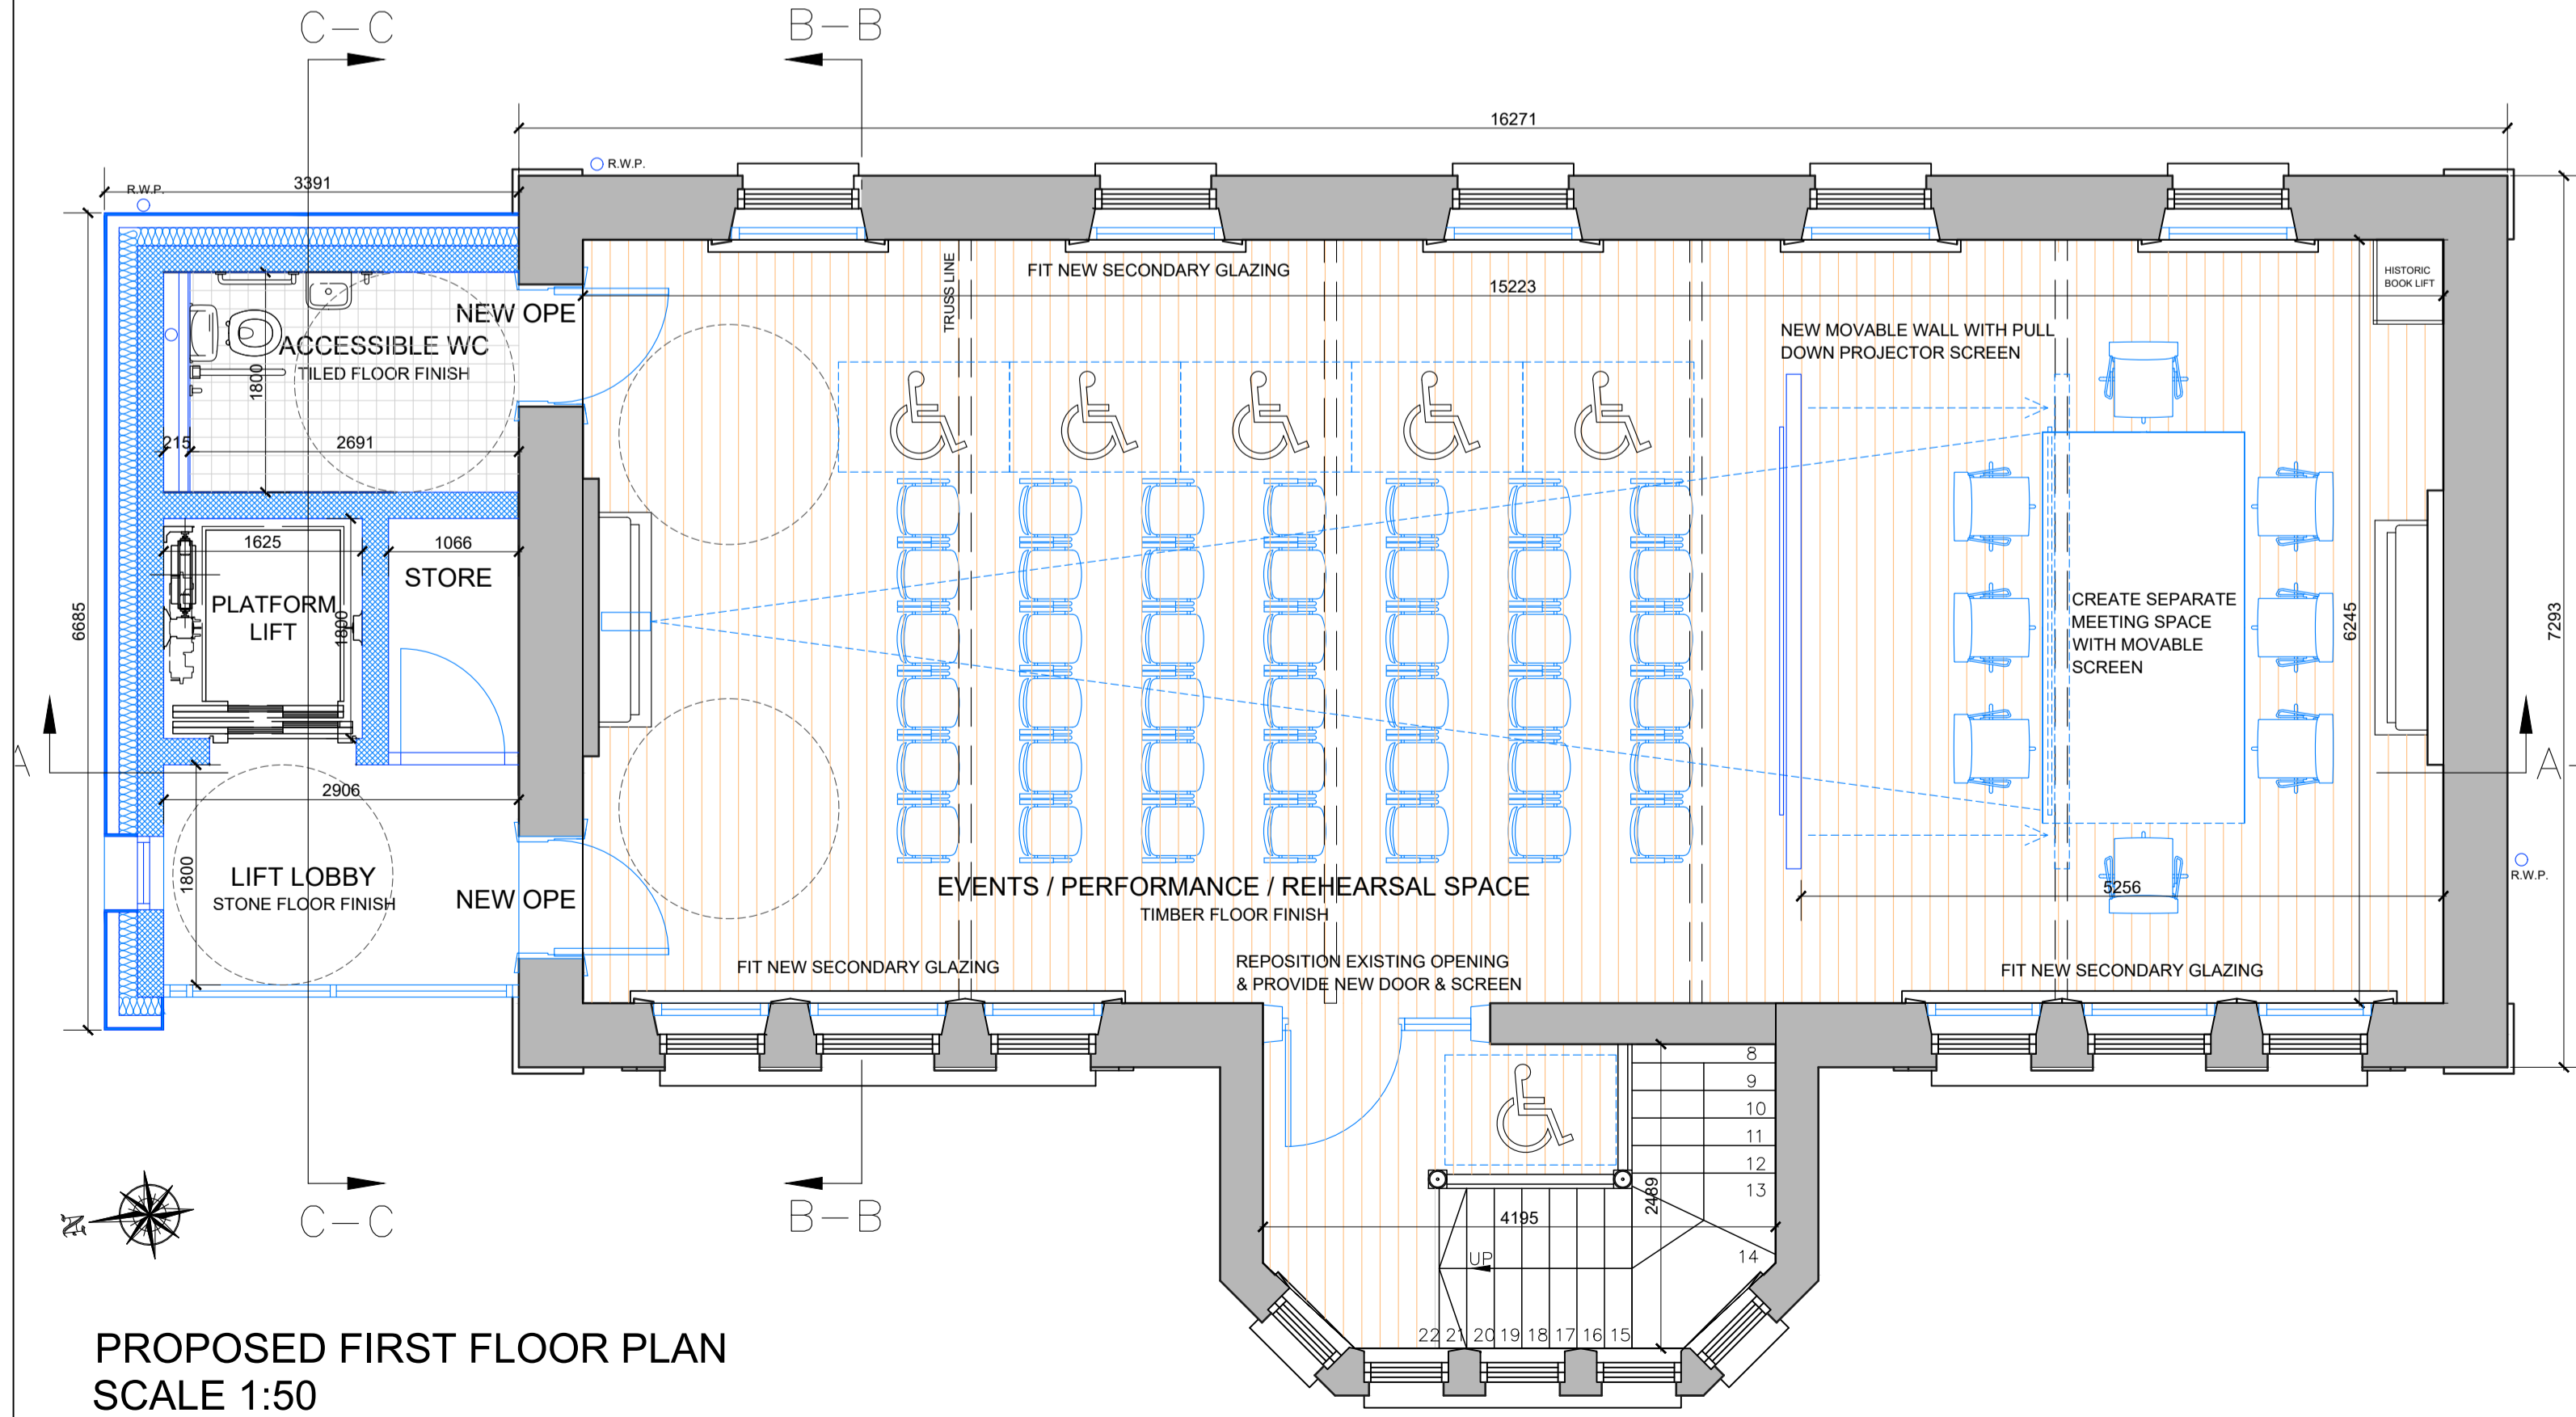 C-C
B-B
16271
R.W.P.
3391
R.W.P.
FIT NEW SECONDARY GLAZING
TRUSS LINE
15223
HISTORIC
BOOK LIFT
NEW OPE
ACCESSIBLE WC
TILED FLOOR FINISH
1800
215
2691
NEW MOVABLE WALL WITH PULL
DOWN PROJECTOR SCREEN
1625
1066
STORE
PLATFORM
LIFT
1800
6685
CREATE SEPARATE
MEETING SPACE
WITH MOVABLE
SCREEN
6245
7293
A
A-
2906
1800
LIFT LOBBY
STONE FLOOR FINISH
NEW OPE
EVENTS / PERFORMANCE / REHEARSAL SPACE
TIMBER FLOOR FINISH
5256
R.W.P.
FIT NEW SECONDARY GLAZING
REPOSITION EXISTING OPENING
& PROVIDE NEW DOOR & SCREEN
FIT NEW SECONDARY GLAZING
8
9
10
11
12
13
14
2489
4195
UP
22 21 20 19 18 17 16 15
N
C-C
B-B
PROPOSED FIRST FLOOR PLAN
SCALE 1:50